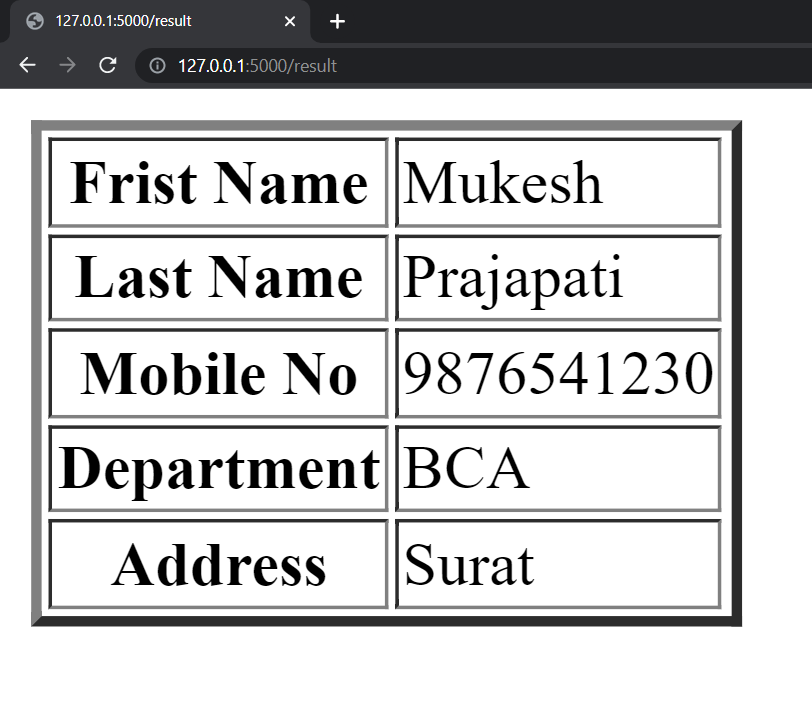 127.0.0.1:5000/result
127.0.0.1:5000/result
Frist Name Mukesh
Last Name Prajapati
Mobile No 9876541230
Department BCA
Address Surat